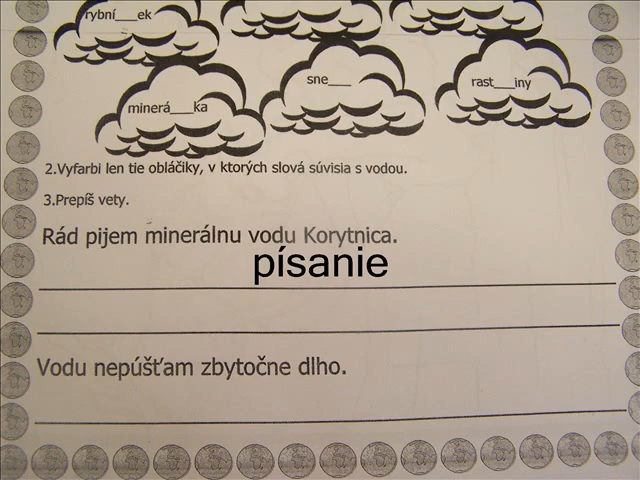 rybní___ek
sne___
rast___iny
minerá___ka
2.Vyfarbi len tie obláčiky, v ktorých slová súvisia s vodou.
3.Prepíš vety.
Rád pijem minerálnu vodu Korytnica.
písanie
Vodu nepúšťam zbytočne dlho.